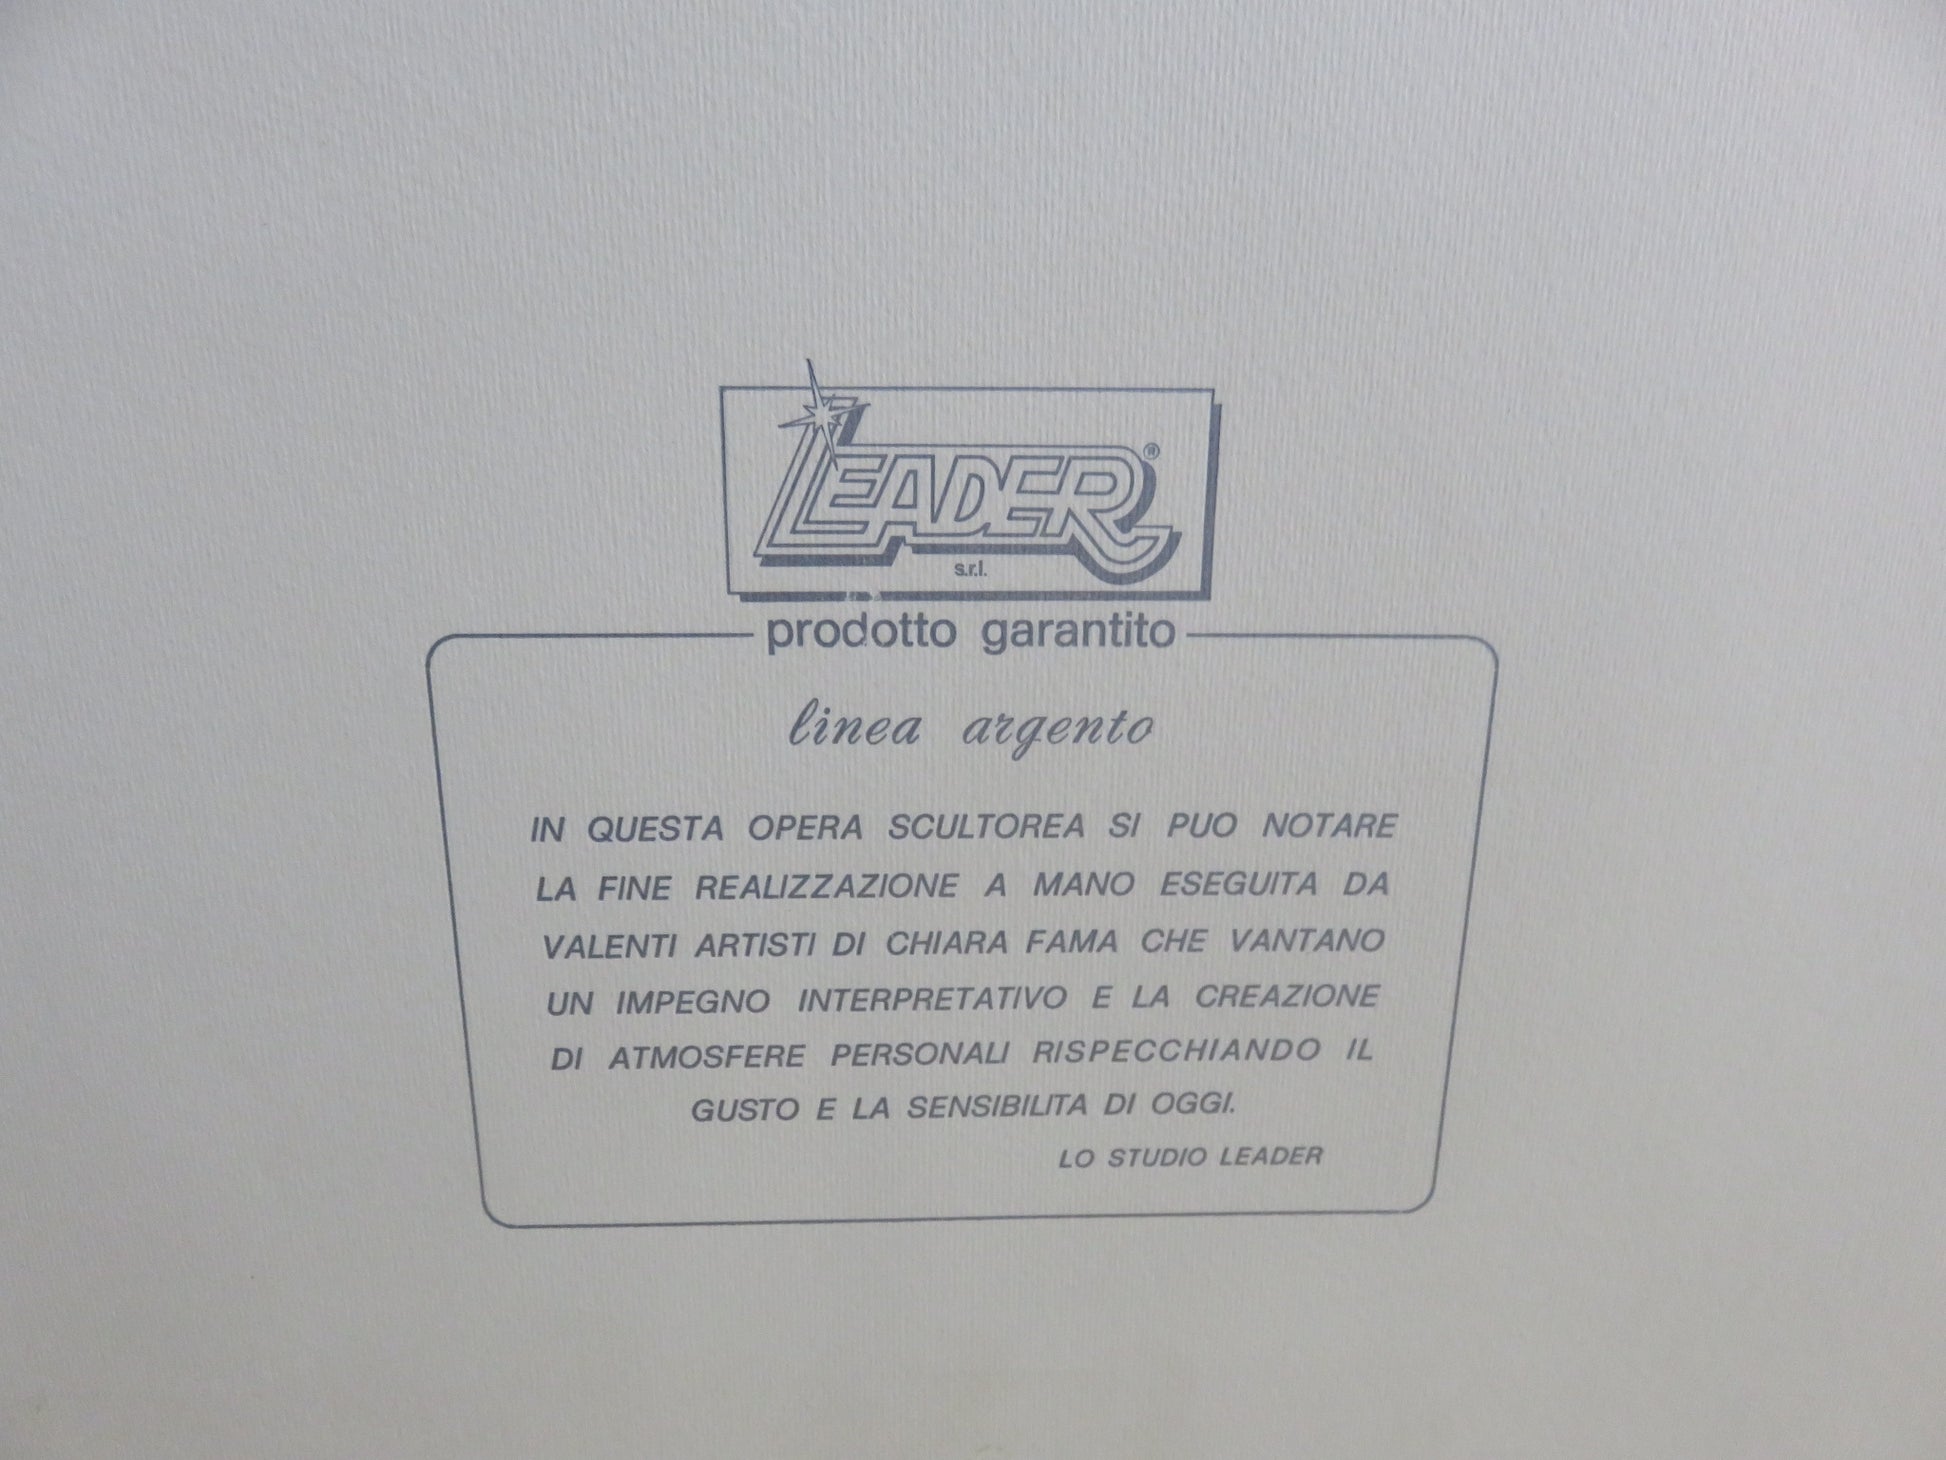 LEADER®
s.r.l.
prodotto garantito
linea argento
IN QUESTA OPERA SCULTOREA SI PUO NOTARE
LA FINE REALIZZAZIONE A MANO ESEGUITA DA
VALENTI ARTISTI DI CHIARA FAMA CHE VANTANO
UN IMPEGNO INTERPRETATIVO E LA CREAZIONE
DI ATMOSFERE PERSONALI RISPECCHIANDO IL
GUSTO E LA SENSIBILITA DI OGGI.
LO STUDIO LEADER